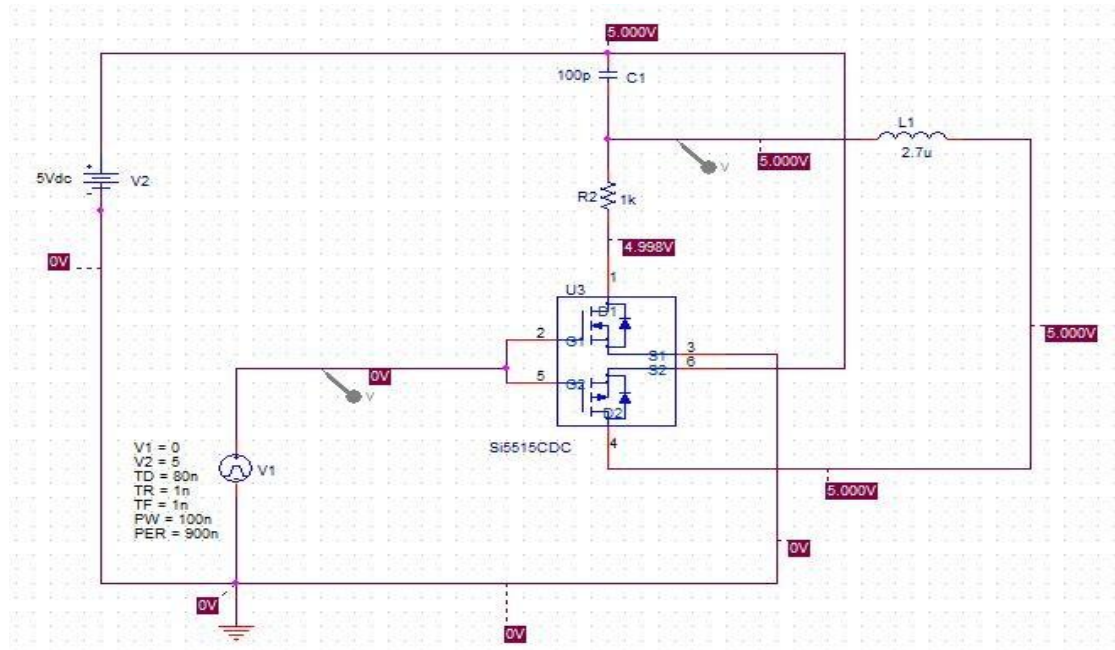 5.000V
100p
C1
L1
2.7u
5.000V
V
5Vdc
V2
R2
1k
4.998V
0V
1
U3
D1
2
G1
5.000V
S1
3
S2
6
5
G2
D2
0V
V
Si5515CDC
4
V1 = 0
V2 = 5
TD = 80n
TR = 1n
TF = 1n
PW = 100n
PER = 900n
V1
5.000V
0V
0V
0V